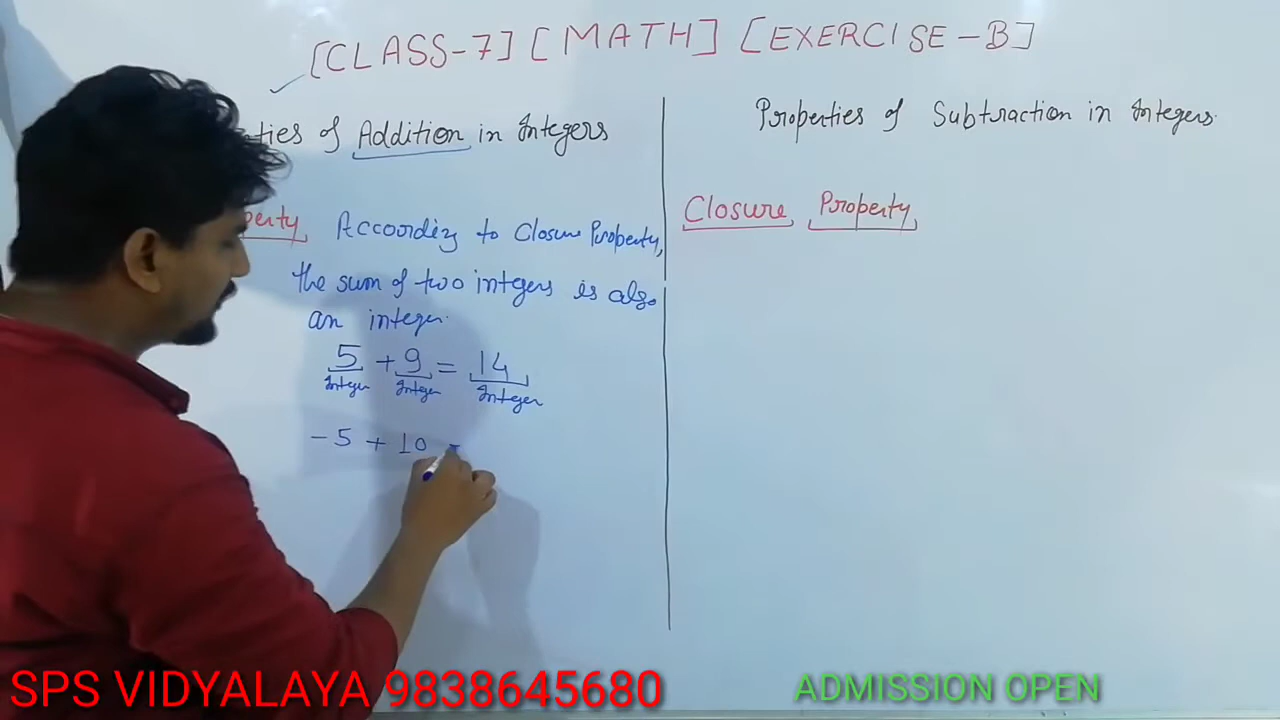 [CLASS-7] [MATH] [EXERCISE-B]
ties of Addition in Integers
perty According to Closure Property,
the sum of two integers is also
an integer.
5 + 9 = 14
Integer Integer Integer
-5 + 10
Properties of Subtraction in Integers.
Closure Property
SPS VIDYALAYA 9838645680
ADMISSION OPEN